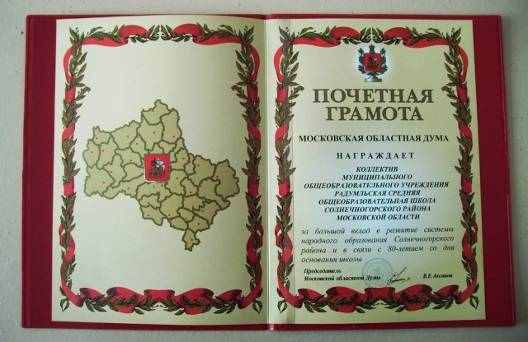 ПОЧЕТНАЯ
ГРАМОТА
МОСКОВСКАЯ ОБЛАСТНАЯ ДУМА
НАГРАЖДАЕТ
КОЛЛЕКТИВ
МУНИЦИПАЛЬНОГО
ОБЩЕОБРАЗОВАТЕЛЬНОГО УЧРЕЖДЕНИЯ
РАДУМЛЬСКАЯ СРЕДНЯЯ
ОБЩЕОБРАЗОВАТЕЛЬНАЯ ШКОЛА
СОЛНЕЧНОГОРСКОГО РАЙОНА
МОСКОВСКОЙ ОБЛАСТИ
за большой вклад в развитие системы
народного образования Солнечногорского
района и в связи с 80-летием со дня
основания школы
Председатель
Московской областной Думы В.Е. Аксаков